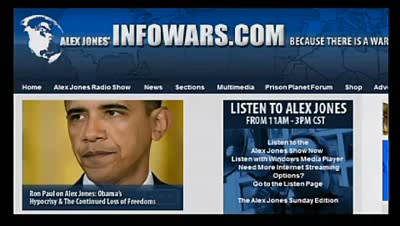 ALEX JONES' INFOWARS.COM BECAUSE THERE IS A WAR
Home Alex Jones Radio Show News Sections Multimedia Prison Planet Forum Shop Adve
LISTEN TO ALEX JONES
FROM 11AM - 3PM CST
Listen to the
Alex Jones Show Now
Listen with Windows Media Player
Need More Internet Streaming
Options?
Go to the Listen Page
The Alex Jones Sunday Edition
Ron Paul on Alex Jones: Obama's
Hypocrisy & The Continued Loss of Freedoms